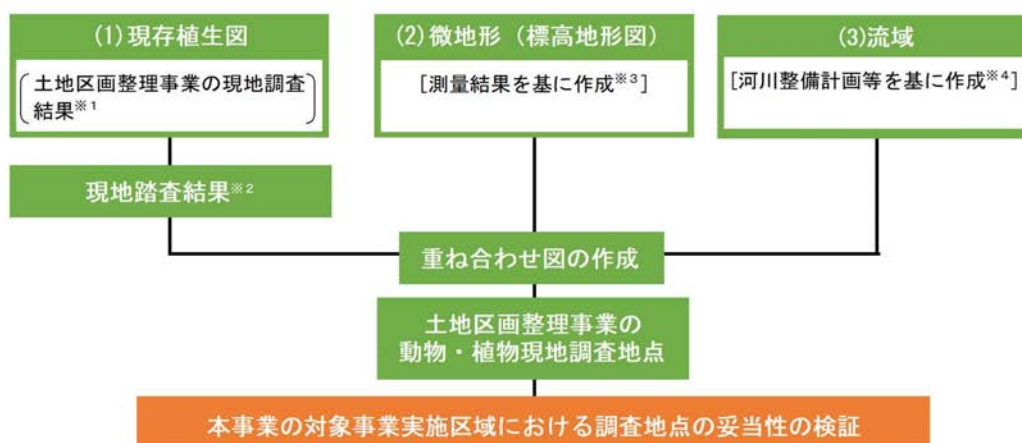 (1)現存植生図
土地区画整理事業の現地調査
結果※1
(2)微地形（標高地形図）
[測量結果を基に作成※3]
(3)流域
[河川整備計画等を基に作成※4]
現地踏査結果※2
重ね合わせ図の作成
土地区画整理事業の
動物・植物現地調査地点
本事業の対象事業実施区域における調査地点の妥当性の検証